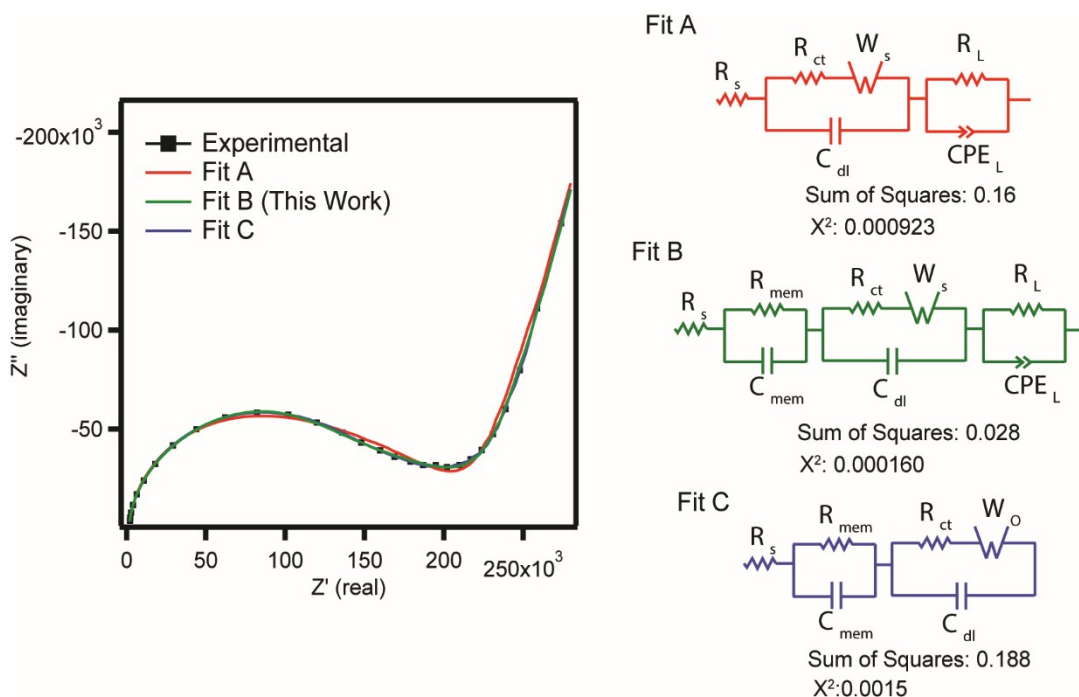 Z'' (imaginary)
-200x10³
-150
-100
-50
Experimental
Fit A
Fit B (This Work)
Fit C
0
50
100
150
200
250x10³
Z' (real)
Fit A
R s
R ct
W s
C dl
R L
CPE L
Sum of Squares: 0.16
X²: 0.000923
Fit B
R s
R mem
C mem
R ct
W s
C dl
R L
CPE L
Sum of Squares: 0.028
X²: 0.000160
Fit C
R s
R mem
C mem
R ct
W O
C dl
Sum of Squares: 0.188
X²:0.0015